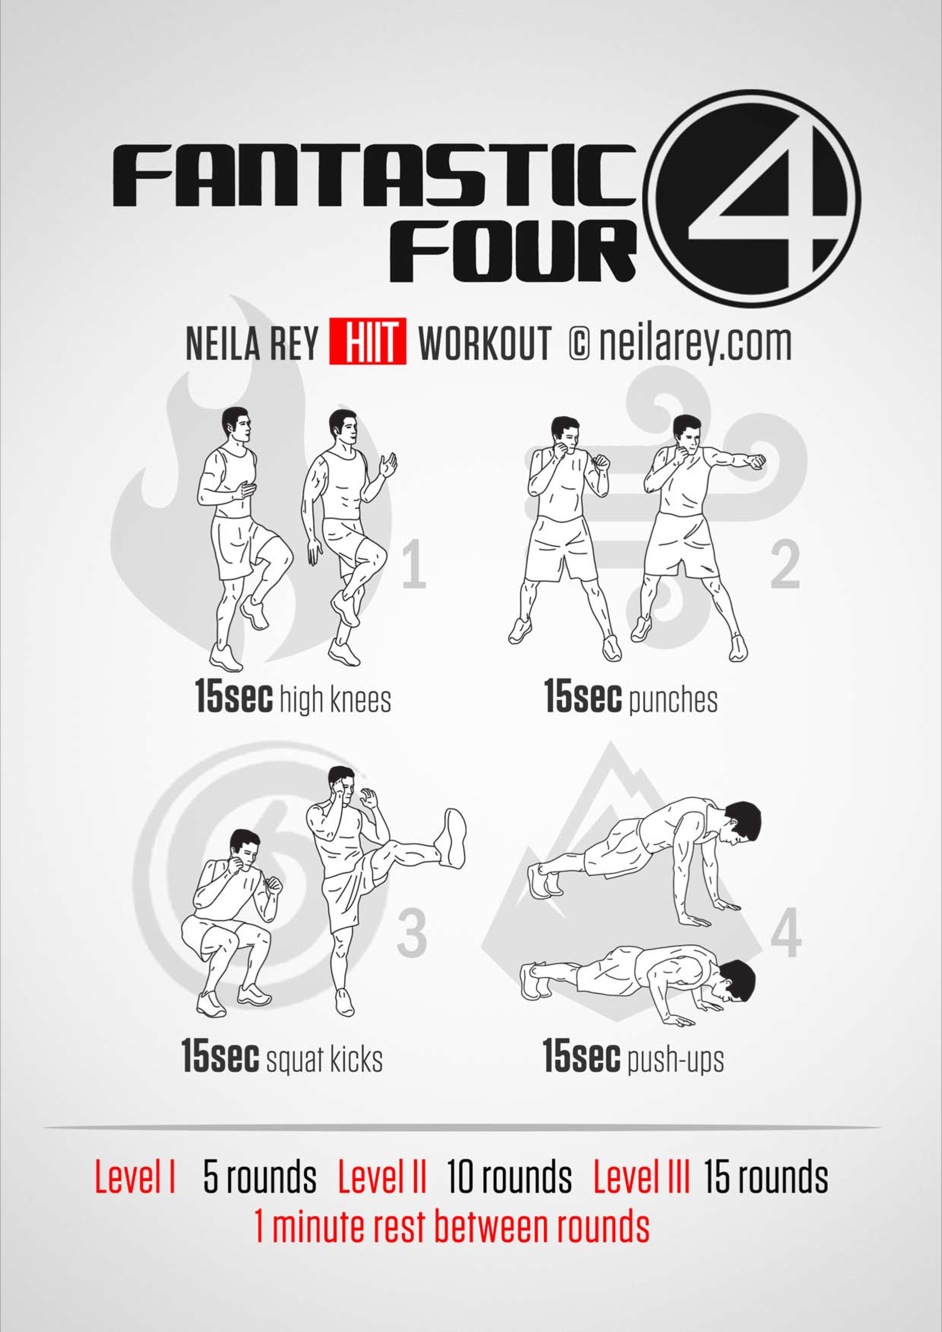 FANTASTIC
FOUR
4
NEILA REY HIIT WORKOUT © neilarey.com
1
15sec high knees
2
15sec punches
3
15sec squat kicks
4
15sec push-ups
Level I 5 rounds Level II 10 rounds Level III 15 rounds
1 minute rest between rounds